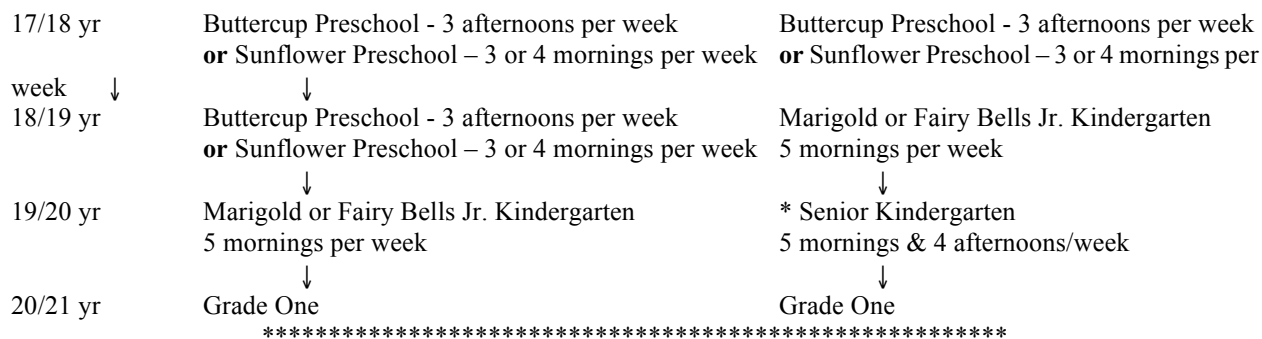 17/18 yr Buttercup Preschool - 3 afternoons per week Buttercup Preschool - 3 afternoons per week
or Sunflower Preschool – 3 or 4 mornings per week or Sunflower Preschool – 3 or 4 mornings per
week ↓ ↓
18/19 yr Buttercup Preschool - 3 afternoons per week Marigold or Fairy Bells Jr. Kindergarten
or Sunflower Preschool – 3 or 4 mornings per week 5 mornings per week
↓ ↓
19/20 yr Marigold or Fairy Bells Jr. Kindergarten * Senior Kindergarten
5 mornings per week 5 mornings & 4 afternoons/week
↓ ↓
20/21 yr Grade One Grade One
*********************************************************